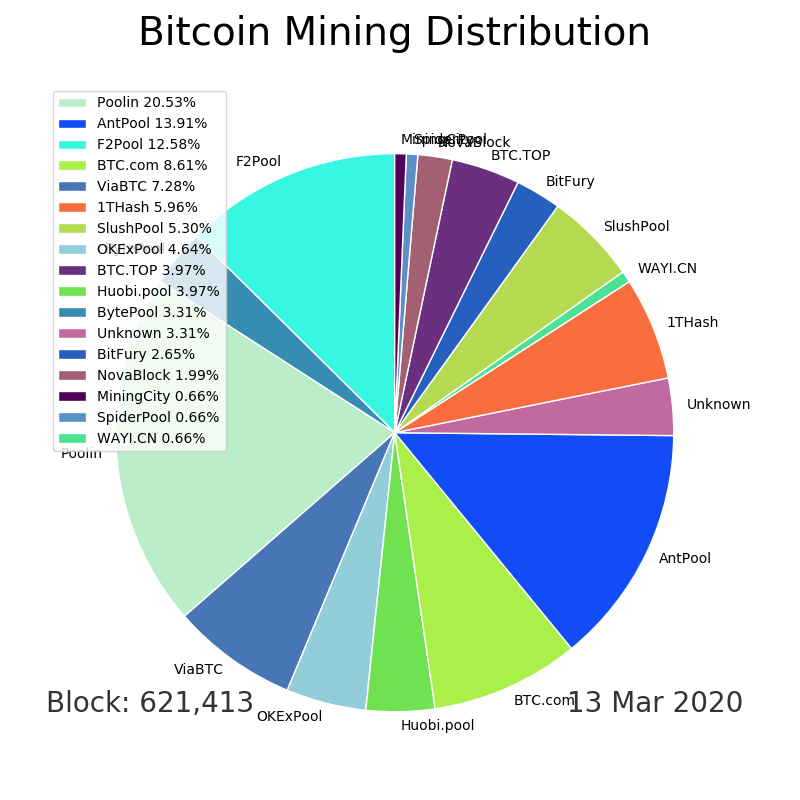 Bitcoin Mining Distribution
Poolin 20.53%
AntPool 13.91%
F2Pool 12.58%
BTC.com 8.61%
ViaBTC 7.28%
1THash 5.96%
SlushPool 5.30%
OKExPool 4.64%
BTC.TOP 3.97%
Huobi.pool 3.97%
BytePool 3.31%
Unknown 3.31%
BitFury 2.65%
NovaBlock 1.99%
MiningCity 0.66%
SpiderPool 0.66%
WAYI.CN 0.66%
MiningCity
SpiderPool
NovaBlock
BTC.TOP
F2Pool
BitFury
SlushPool
BytePool
WAYI.CN
1THash
Unknown
Poolin
AntPool
ViaBTC
BTC.com
OKExPool
Huobi.pool
Block: 621,413
13 Mar 2020